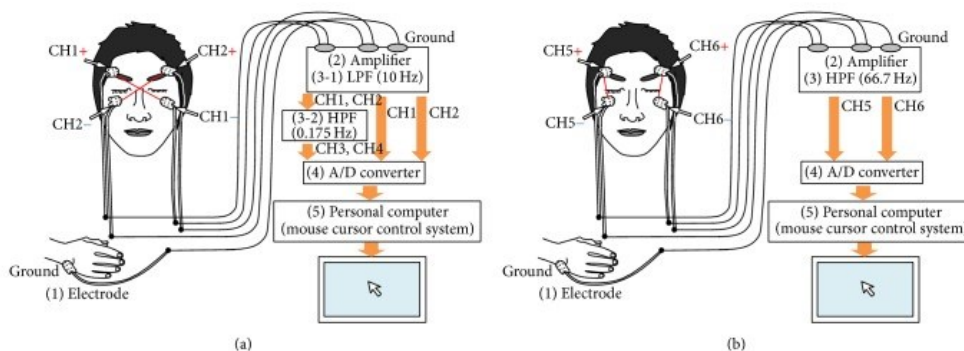 CH1+
CH2+
CH2−
CH1−
Ground
(2) Amplifier
(3-1) LPF (10 Hz)
CH1, CH2
(3-2) HPF
(0.175 Hz)
CH3, CH4
CH1
CH2
(4) A/D converter
(5) Personal computer
(mouse cursor control system)
Ground
(1) Electrode
(a)
CH5+
CH6+
CH5−
CH6−
Ground
(2) Amplifier
(3) HPF (66.7 Hz)
CH5
CH6
(4) A/D converter
(5) Personal computer
(mouse cursor control system)
Ground
(1) Electrode
(b)